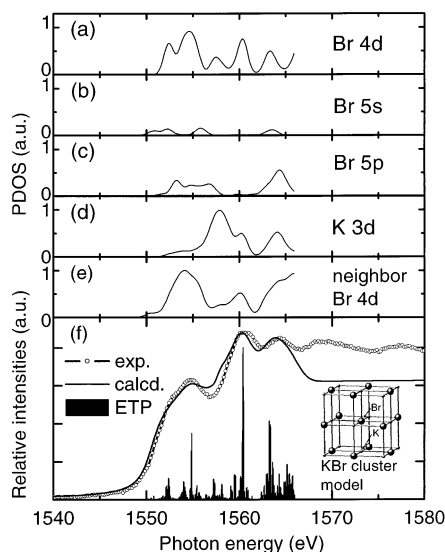 (a) Br 4d
1
0
(b) Br 5s
1
0
(c) Br 5p
1
0
(d) K 3d
1
0
(e) neighbor
Br 4d
1
0
PDOS (a.u.)
(f)
exp.
calcd.
ETP
Br
K
KBr cluster
model
Relative intensities (a.u.)
1540 1550 1560 1570 1580
Photon energy (eV)